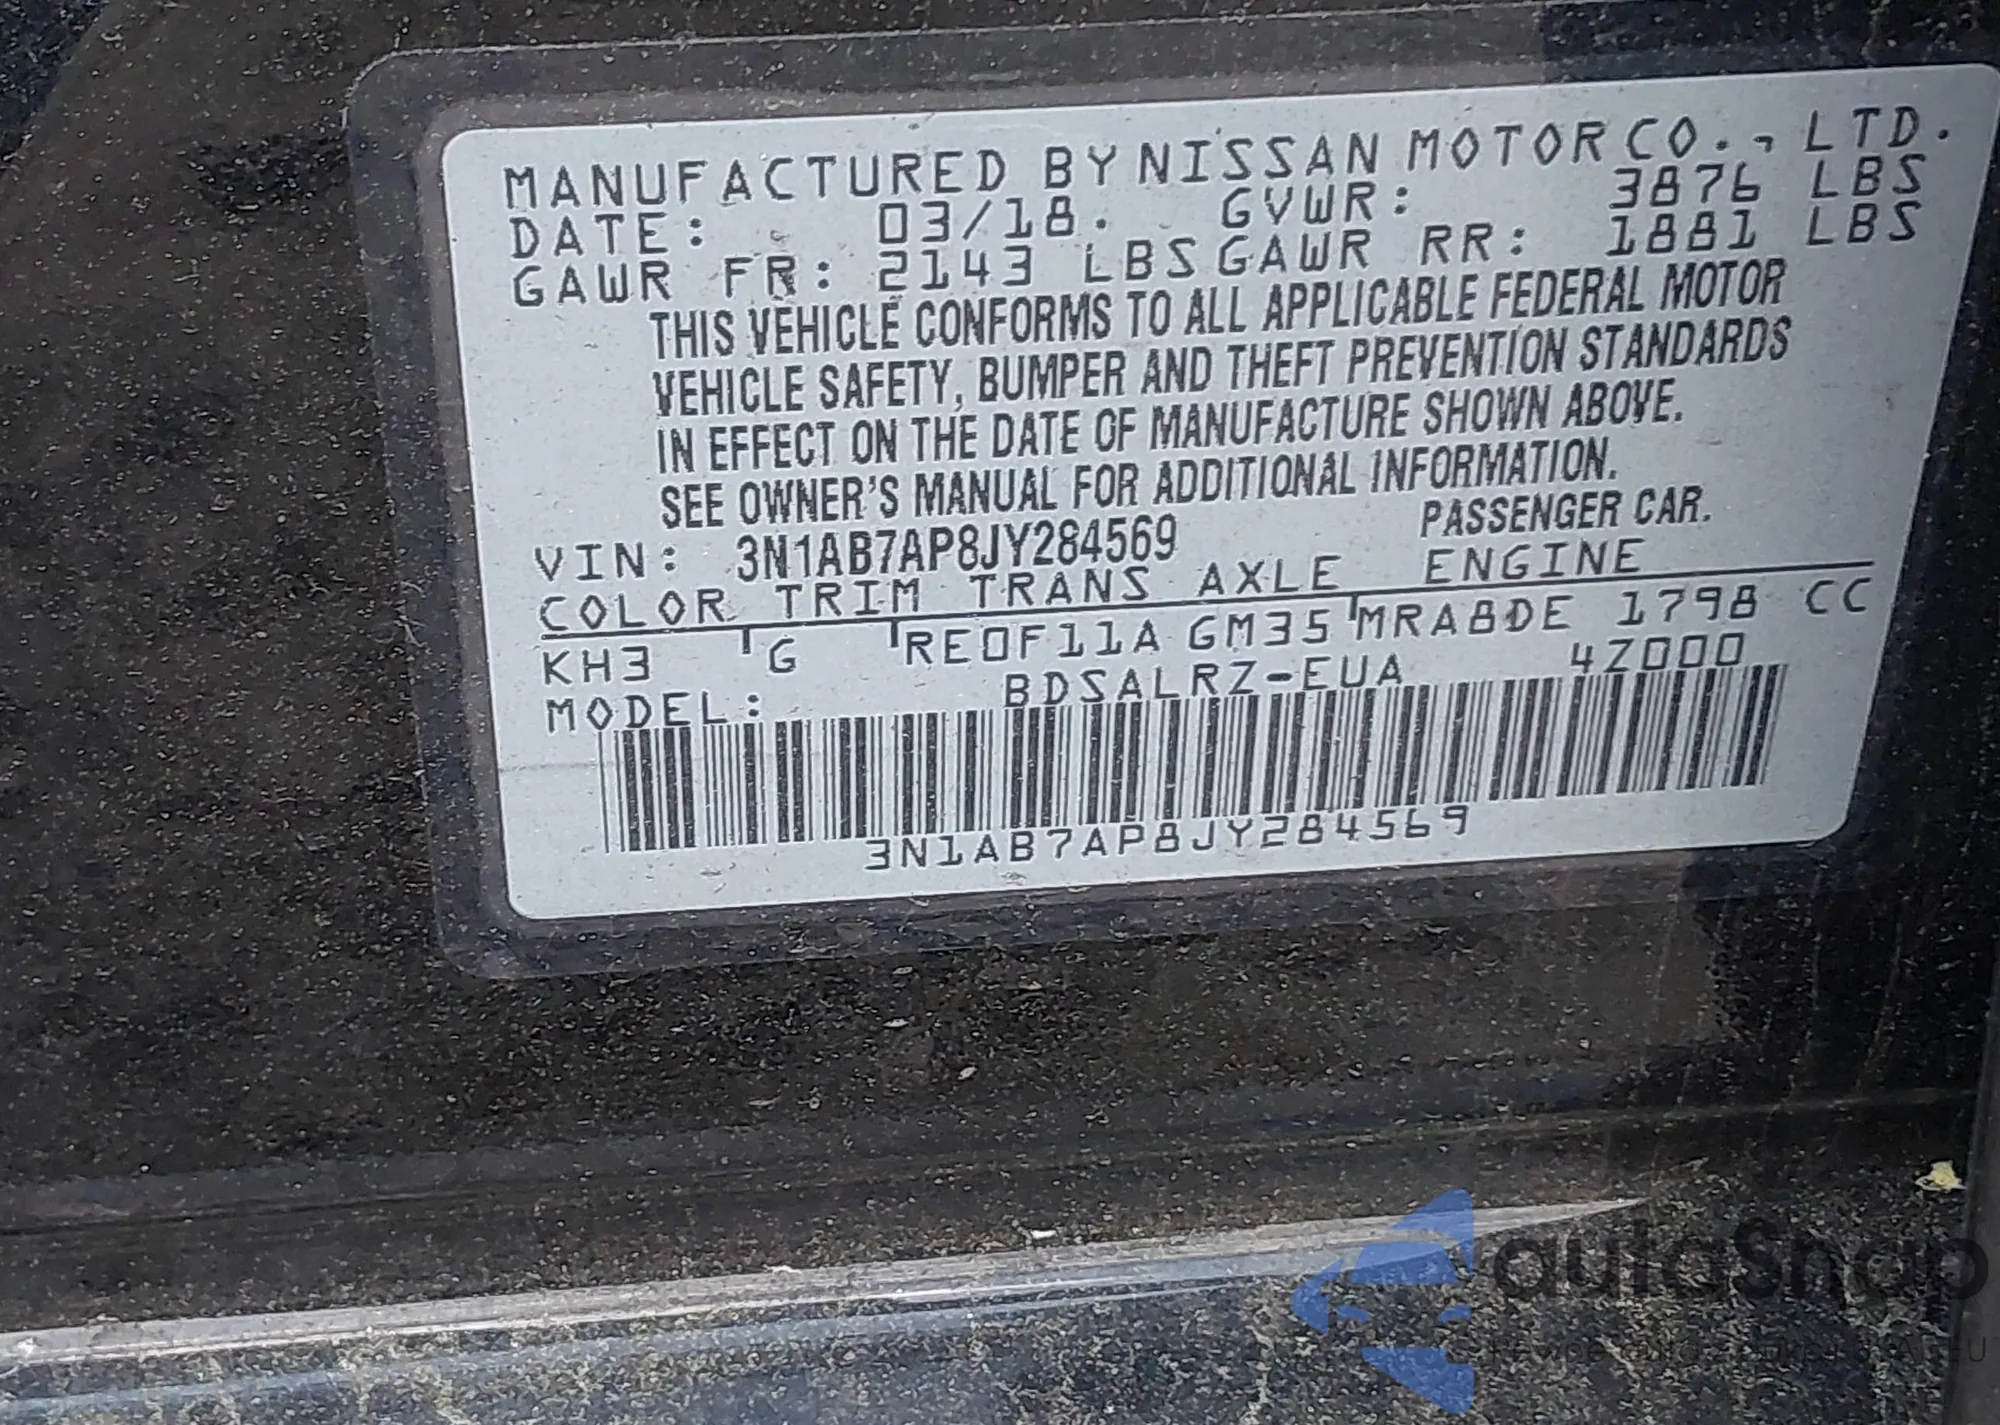 MANUFACTURED BY NISSAN MOTOR CO., LTD.
DATE: 03/18. GVWR: 3876 LBS
GAWR FR: 2143 LBS GAWR RR: 1881 LBS
THIS VEHICLE CONFORMS TO ALL APPLICABLE FEDERAL MOTOR
VEHICLE SAFETY, BUMPER AND THEFT PREVENTION STANDARDS
IN EFFECT ON THE DATE OF MANUFACTURE SHOWN ABOVE.
SEE OWNER'S MANUAL FOR ADDITIONAL INFORMATION.
VIN: 3N1AB7AP8JY284569 PASSENGER CAR.
COLOR TRIM TRANS AXLE ENGINE
KH3 G RE0F11A GM35 MRA8DE 1798 CC
MODEL: BDSALRZ-EUA 4Z000
3N1AB7AP8JY284569
autoSnap